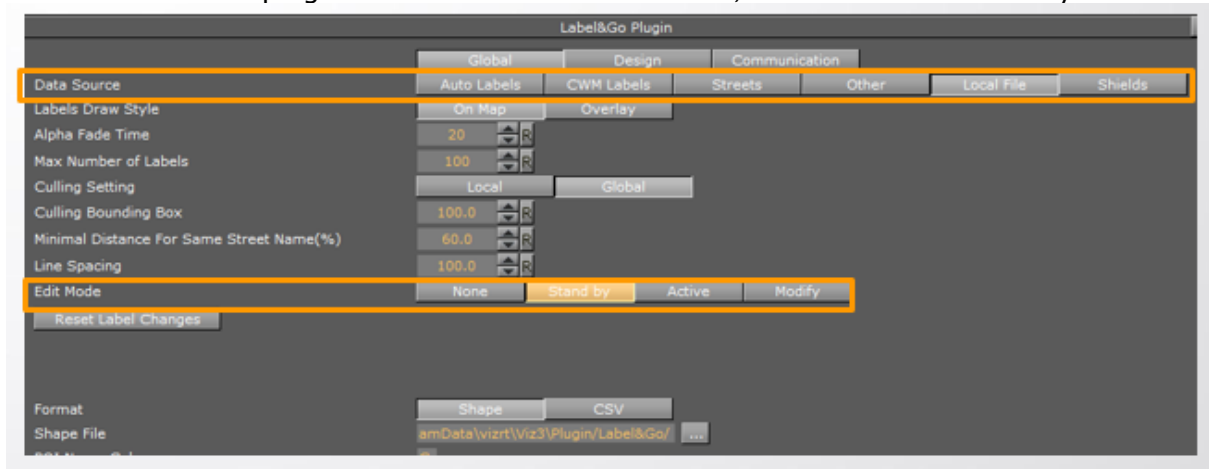 Label&Go Plugin
Global Design Communication
Data Source Auto Labels CWM Labels Streets Other Local File Shields
Labels Draw Style On Map Overlay
Alpha Fade Time 20 R
Max Number of Labels 100 R
Culling Setting Local Global
Culling Bounding Box 100.0 R
Minimal Distance For Same Street Name(%) 60.0 R
Line Spacing 100.0 R
Edit Mode None Stand by Active Modify
Reset Label Changes
Format Shape CSV
Shape File amData\vizrt\Viz3\Plugin/Label&Go/ ...